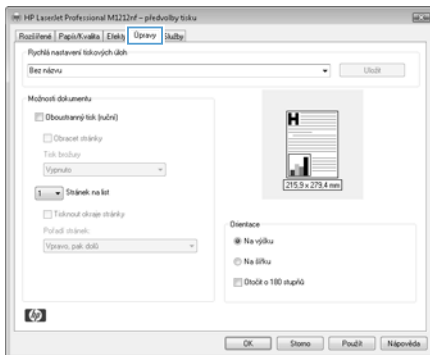 HP LaserJet Professional M1212nf – předvolby tisku
Rozšířené Papír/Kvalita Efekty Úpravy Služby
Rychlá nastavení tiskových úloh
Bez názvu Uložit
Možnosti dokumentu
Oboustranný tisk (ruční)
Obracet stránky
Tisk brožury
Vypnuto
1 Stránek na list
Tisknout okraje stránky
Pořadí stránek:
Vpravo, pak dolů
H
215,9 x 279,4 mm
Orientace
Na výšku
Na šířku
Otočit o 180 stupňů
hp
OK Storno Použít Nápověda